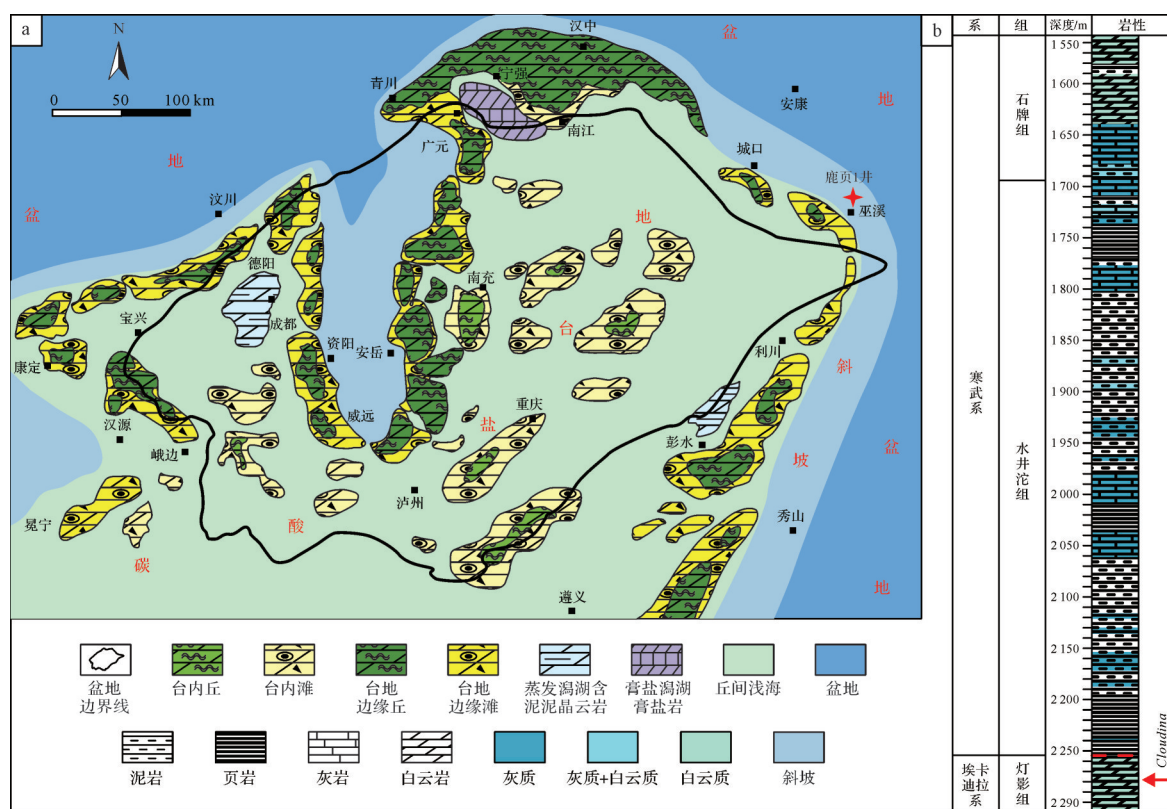 a
N
0 50 100 km
汉中
盆
宁强
青川
安康
地
南江
广元
城口
地
鹿页1井
汶川
巫溪
盆
地
德阳
南充
成都
台
宝兴
资阳
安岳
利川
斜
康定
威远
重庆
汉源
盐
彭水
盆
峨边
坡
泸州
冕宁
酸
秀山
碳
地
遵义
盆地
边界线
台内丘
台内滩
台地
边缘丘
台地
边缘滩
蒸发潟湖含
泥泥晶云岩
膏盐潟湖
膏盐岩
丘间浅海
盆地
泥岩
页岩
灰岩
白云岩
灰质
灰质+白云质
白云质
斜坡
b
系 组 深度/m 岩性
寒武系
埃卡
迪拉
系
石牌组
水井沱组
灯影组
1 550
1 600
1 650
1 700
1 750
1 800
1 850
1 900
1 950
2 000
2 050
2 100
2 150
2 200
2 250
2 290
Cloudina